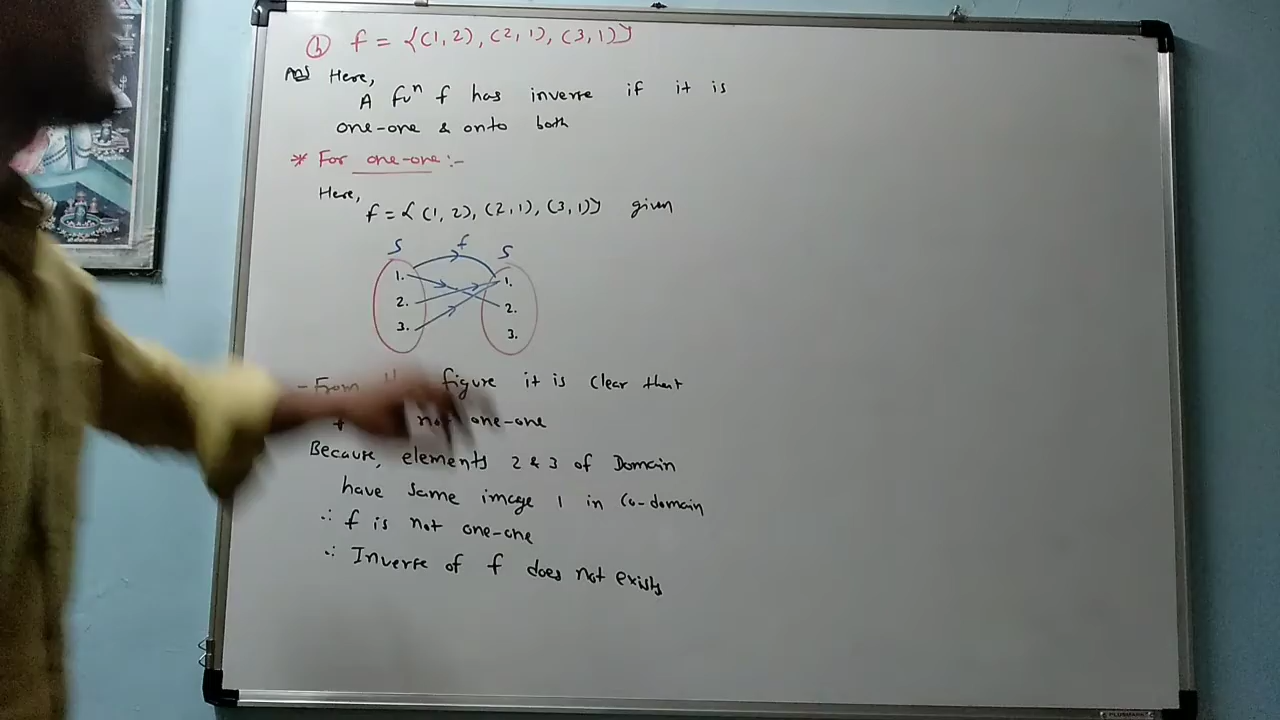 (b) f = {(1, 2), (2, 1), (3, 1)}
Ans Here,
A Fuⁿ f has inverse if it is
one-one & onto both
* For one-one :-
Here,
f = { (1, 2), (2, 1), (3, 1)} given
S f S
1. 1.
2. 2.
3. 3.
- From figure it is clear that
not one-one
Because, elements 2 & 3 of Domain
have same image 1 in Co-domain
∴ f is not one-one
∴ Inverse of f does not exists